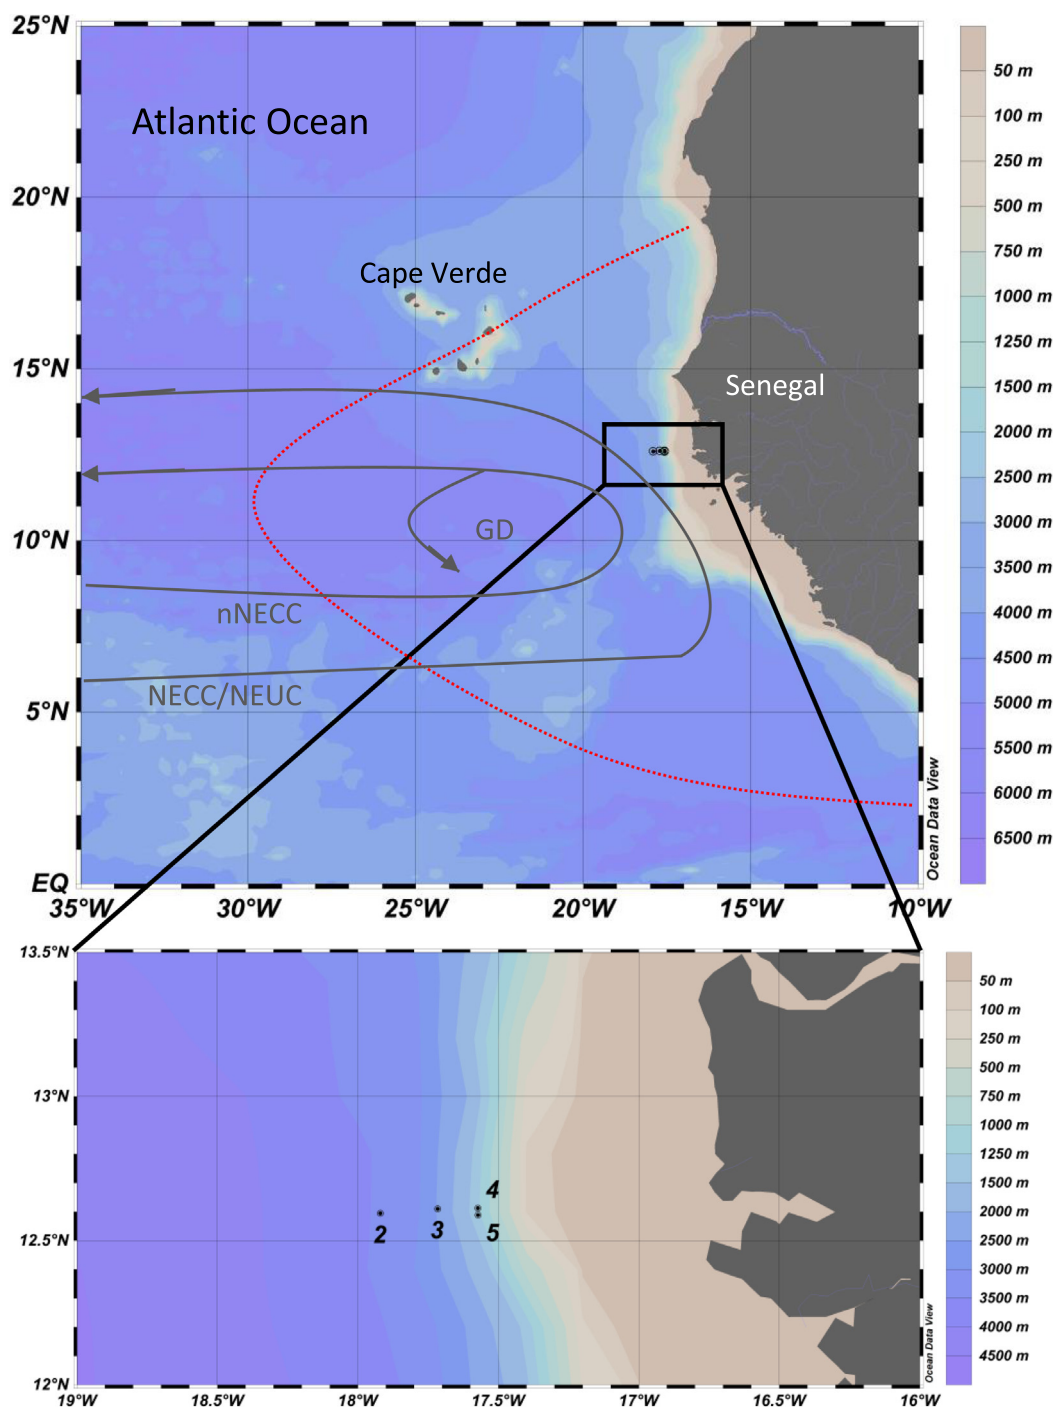 25°N
20°N
15°N
10°N
5°N
EQ
35°W
30°W
25°W
20°W
15°W
10°W
Atlantic Ocean
Cape Verde
Senegal
GD
nNECC
NECC/NEUC
Ocean Data View
50 m
100 m
250 m
500 m
750 m
1000 m
1250 m
1500 m
2000 m
2500 m
3000 m
3500 m
4000 m
4500 m
5000 m
5500 m
6000 m
6500 m
13.5°N
13°N
12.5°N
12°N
19°W
18.5°W
18°W
17.5°W
17°W
16.5°W
16°W
2
3
4
5
Ocean Data View
50 m
100 m
250 m
500 m
750 m
1000 m
1250 m
1500 m
2000 m
2500 m
3000 m
3500 m
4000 m
4500 m